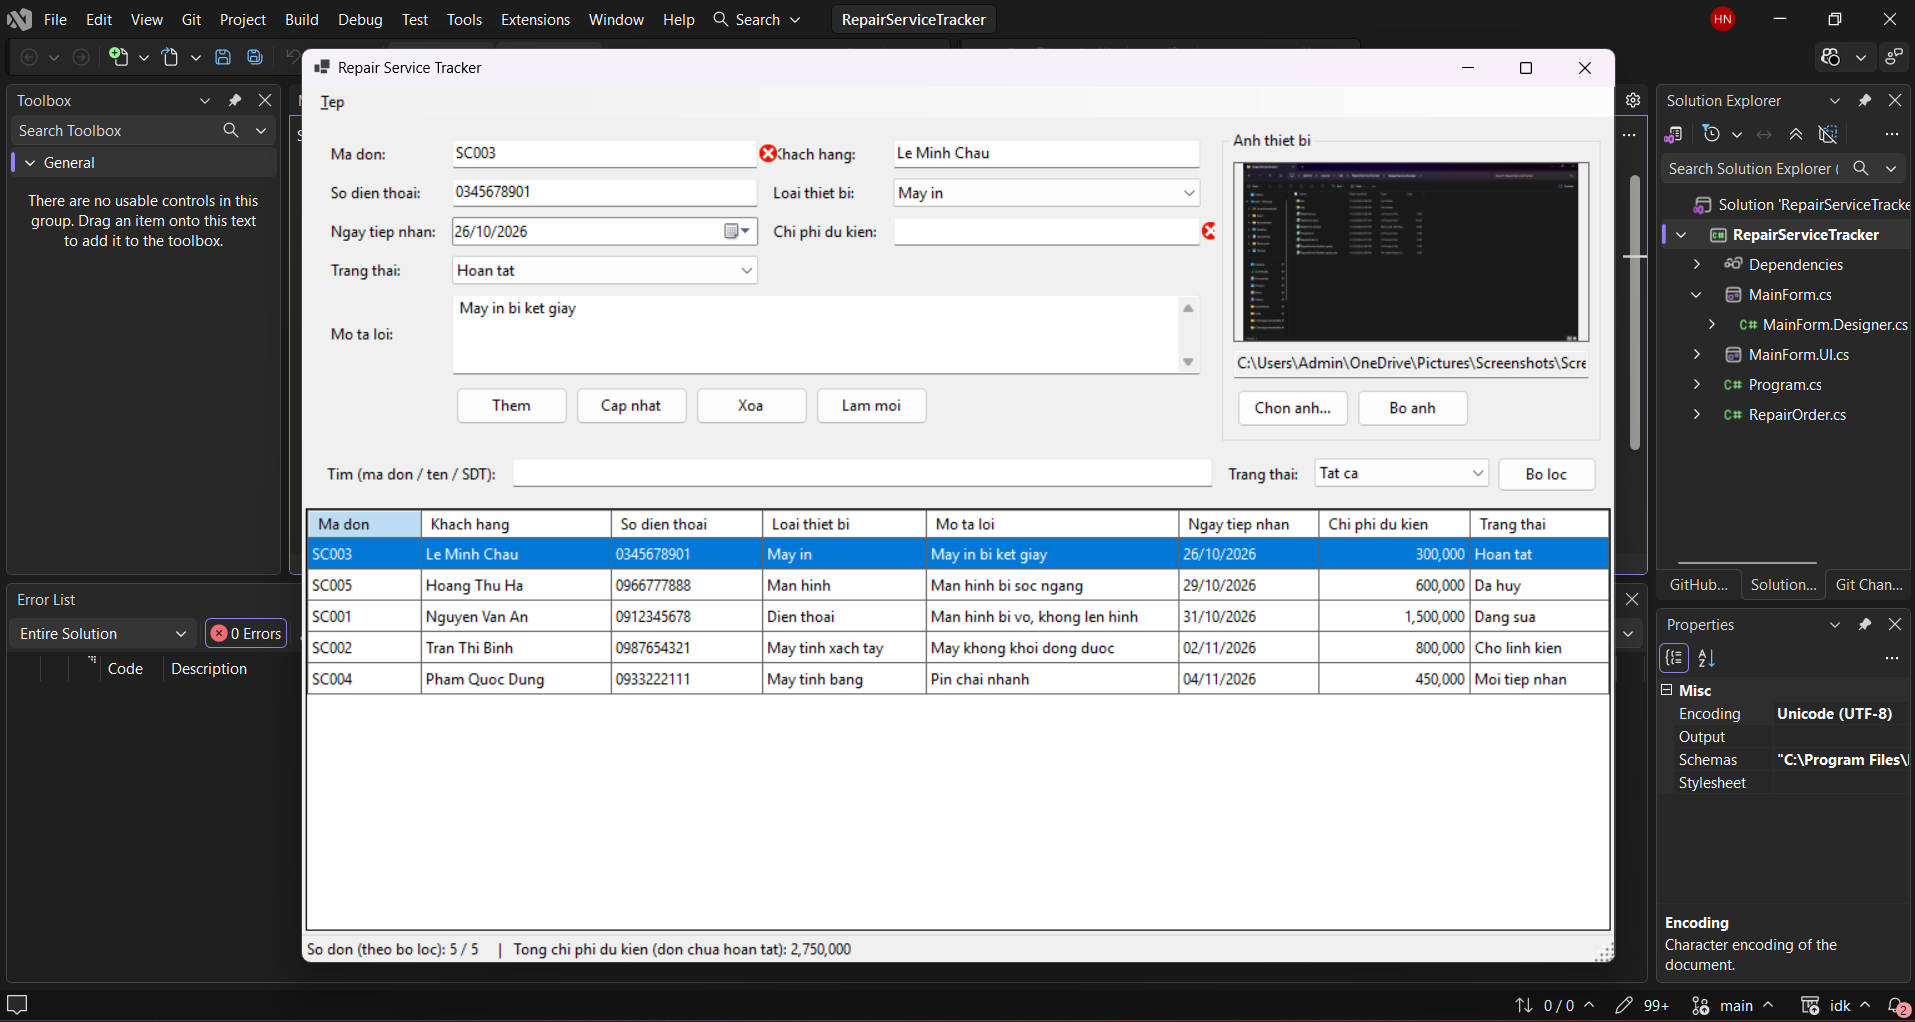 File Edit View Git Project Build Debug Test Tools Extensions Window Help Search RepairServiceTracker HN
Toolbox
Search Toolbox
General
There are no usable controls in this
group. Drag an item onto this text
to add it to the toolbox.
Repair Service Tracker
Tep
Ma don: SC003 Khach hang: Le Minh Chau
So dien thoai: 0345678901 Loai thiet bi: May in
Ngay tiep nhan: 26/10/2026 Chi phi du kien:
Trang thai: Hoan tat
Mo ta loi: May in bi ket giay
Them Cap nhat Xoa Lam moi
Anh thiet bi
C:\Users\Admin\OneDrive\Pictures\Screenshots\Scre
Chon anh... Bo anh
Tim (ma don / ten / SDT): Trang thai: Tat ca Bo loc
Ma don Khach hang So dien thoai Loai thiet bi Mo ta loi Ngay tiep nhan Chi phi du kien Trang thai
SC003 Le Minh Chau 0345678901 May in May in bi ket giay 26/10/2026 300,000 Hoan tat
SC005 Hoang Thu Ha 0966777888 Man hinh Man hinh bi soc ngang 29/10/2026 600,000 Da huy
SC001 Nguyen Van An 0912345678 Dien thoai Man hinh bi vo, khong len hinh 31/10/2026 1,500,000 Dang sua
SC002 Tran Thi Binh 0987654321 May tinh xach tay May khong khoi dong duoc 02/11/2026 800,000 Cho linh kien
SC004 Pham Quoc Dung 0933222111 May tinh bang Pin chai nhanh 04/11/2026 450,000 Moi tiep nhan
So don (theo bo loc): 5 / 5 | Tong chi phi du kien (don chua hoan tat): 2,750,000
Error List
Entire Solution 0 Errors
Code Description
Solution Explorer
Search Solution Explorer (
Solution 'RepairServiceTracke
C# RepairServiceTracker
Dependencies
MainForm.cs
C# MainForm.Designer.cs
MainForm.UI.cs
C# Program.cs
C# RepairOrder.cs
GitHub... Solution... Git Chan...
Properties
Misc
Encoding Unicode (UTF-8)
Output
Schemas "C:\Program Files\
Stylesheet
Encoding
Character encoding of the
document.
0 / 0 99+ main idk 2